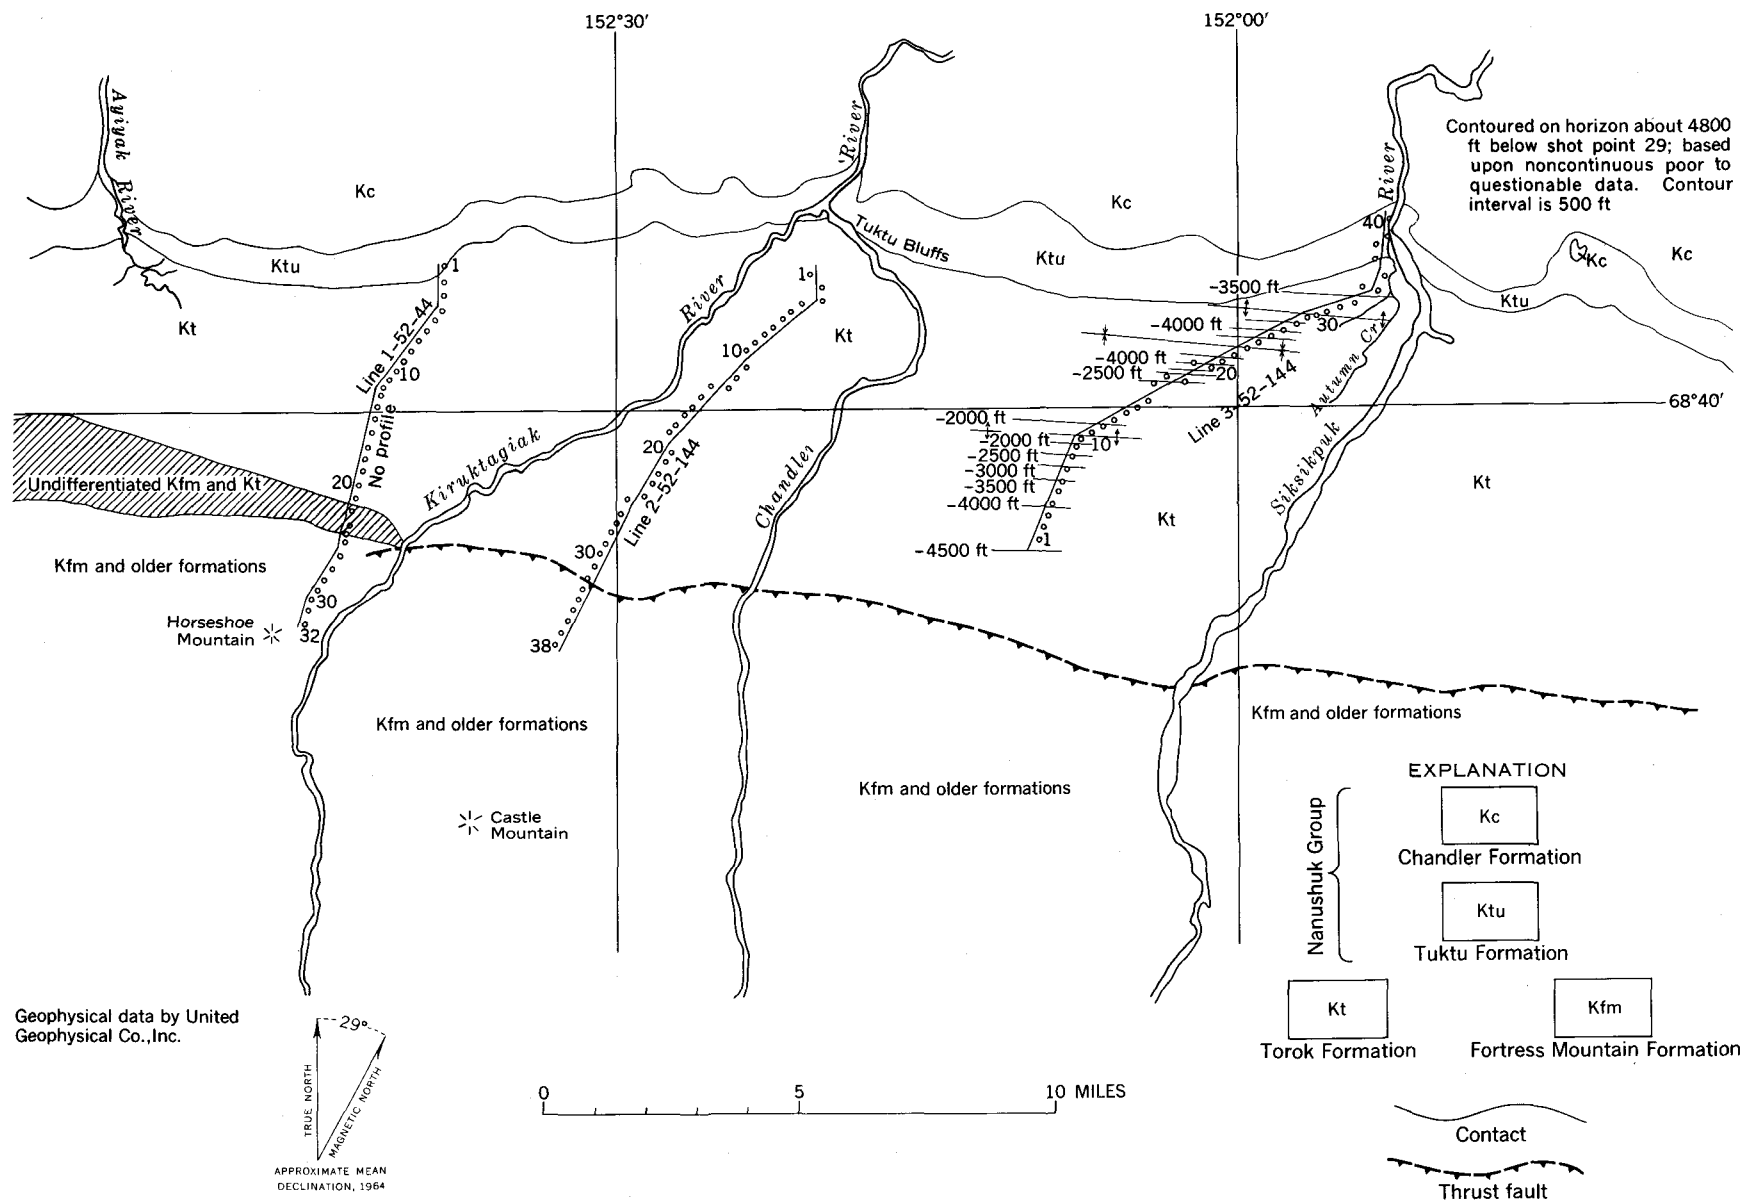 152°30′
152°00′
Ayiyak River
River
River
Contoured on horizon about 4800
ft below shot point 29; based
upon noncontinuous poor to
questionable data. Contour
interval is 500 ft
Kc
Kc
Kc
Kc
Ktu
Ktu
Ktu
Tuktu Bluffs
40
1
1
Kt
Kt
River
Line 1-52-44
10
10
-3500 ft
-4000 ft
30
-4000 ft
-2500 ft
20
Line 3-52-144
Autumn Cr
68°40′
No profile
-2000 ft
-2000 ft
10
-2500 ft
-3000 ft
-3500 ft
-4000 ft
-4500 ft
1
20
20
Undifferentiated Kfm and Kt
Kiruktagiak
Line 2-52-144
Chandler
Siksikpuk
Kt
Kt
30
Kfm and older formations
30
Horseshoe
Mountain
32
38
Kfm and older formations
Kfm and older formations
Kfm and older formations
Castle
Mountain
EXPLANATION
Nanushuk Group
Kc
Chandler Formation
Ktu
Tuktu Formation
Kt
Torok Formation
Kfm
Fortress Mountain Formation
Contact
Thrust fault
Geophysical data by United
Geophysical Co.,Inc.
29°
TRUE NORTH
MAGNETIC NORTH
APPROXIMATE MEAN
DECLINATION, 1964
0 5 10 MILES